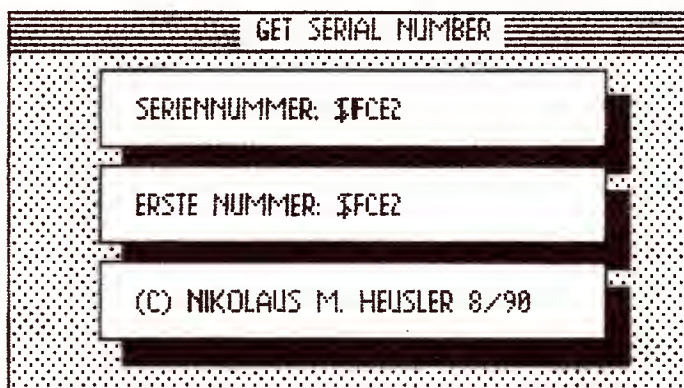 GET SERIAL NUMBER
SERIENNUMMER: $FCE2
ERSTE NUMMER: $FCE2
(C) NIKOLAUS M. HEUSLER 8/90